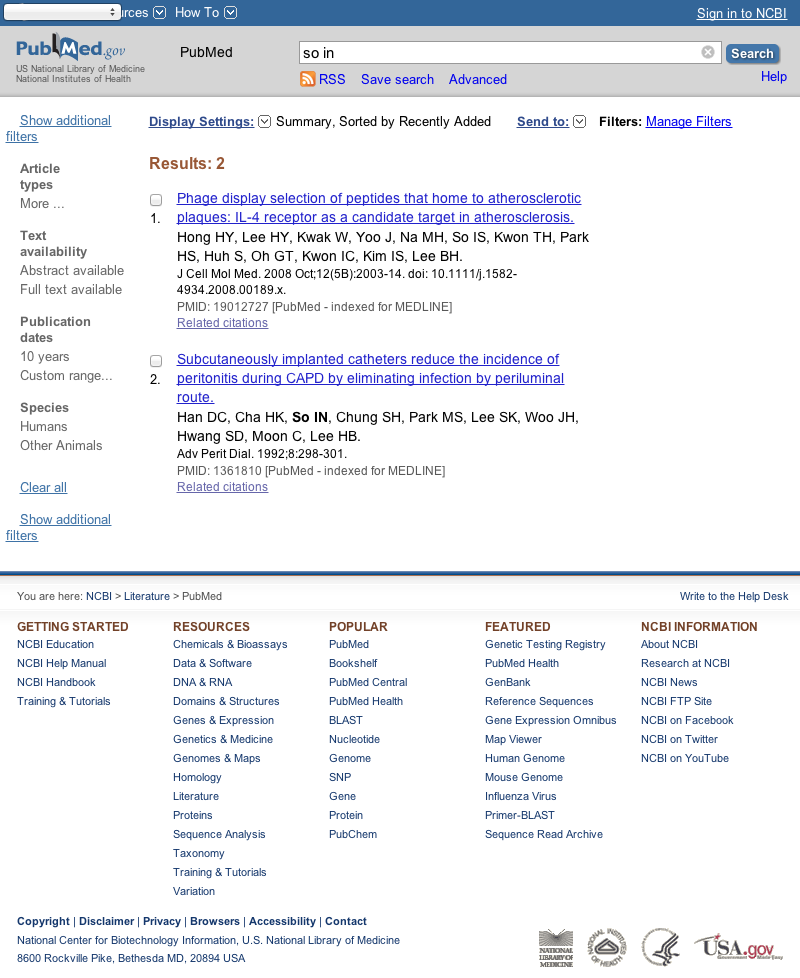 urces How To Sign in to NCBI
PubMed.gov
US National Library of Medicine
National Institutes of Health
PubMed
so in
Search
RSS Save search Advanced
Help
Show additional
filters
Article
types
More ...
Text
availability
Abstract available
Full text available
Publication
dates
10 years
Custom range...
Species
Humans
Other Animals
Clear all
Show additional
filters
Display Settings: Summary, Sorted by Recently Added Send to: Filters: Manage Filters
Results: 2
1. Phage display selection of peptides that home to atherosclerotic
plaques: IL-4 receptor as a candidate target in atherosclerosis.
Hong HY, Lee HY, Kwak W, Yoo J, Na MH, So IS, Kwon TH, Park
HS, Huh S, Oh GT, Kwon IC, Kim IS, Lee BH.
J Cell Mol Med. 2008 Oct;12(5B):2003-14. doi: 10.1111/j.1582-
4934.2008.00189.x.
PMID: 19012727 [PubMed - indexed for MEDLINE]
Related citations
2. Subcutaneously implanted catheters reduce the incidence of
peritonitis during CAPD by eliminating infection by periluminal
route.
Han DC, Cha HK, So IN, Chung SH, Park MS, Lee SK, Woo JH,
Hwang SD, Moon C, Lee HB.
Adv Perit Dial. 1992;8:298-301.
PMID: 1361810 [PubMed - indexed for MEDLINE]
Related citations
You are here: NCBI > Literature > PubMed
Write to the Help Desk
GETTING STARTED
NCBI Education
NCBI Help Manual
NCBI Handbook
Training & Tutorials
RESOURCES
Chemicals & Bioassays
Data & Software
DNA & RNA
Domains & Structures
Genes & Expression
Genetics & Medicine
Genomes & Maps
Homology
Literature
Proteins
Sequence Analysis
Taxonomy
Training & Tutorials
Variation
POPULAR
PubMed
Bookshelf
PubMed Central
PubMed Health
BLAST
Nucleotide
Genome
SNP
Gene
Protein
PubChem
FEATURED
Genetic Testing Registry
PubMed Health
GenBank
Reference Sequences
Gene Expression Omnibus
Map Viewer
Human Genome
Mouse Genome
Influenza Virus
Primer-BLAST
Sequence Read Archive
NCBI INFORMATION
About NCBI
Research at NCBI
NCBI News
NCBI FTP Site
NCBI on Facebook
NCBI on Twitter
NCBI on YouTube
Copyright | Disclaimer | Privacy | Browsers | Accessibility | Contact
National Center for Biotechnology Information, U.S. National Library of Medicine
8600 Rockville Pike, Bethesda MD, 20894 USA
NATIONAL
LIBRARY OF
MEDICINE
NATIONAL INSTITUTES OF HEALTH
USA.gov
Government Made Easy